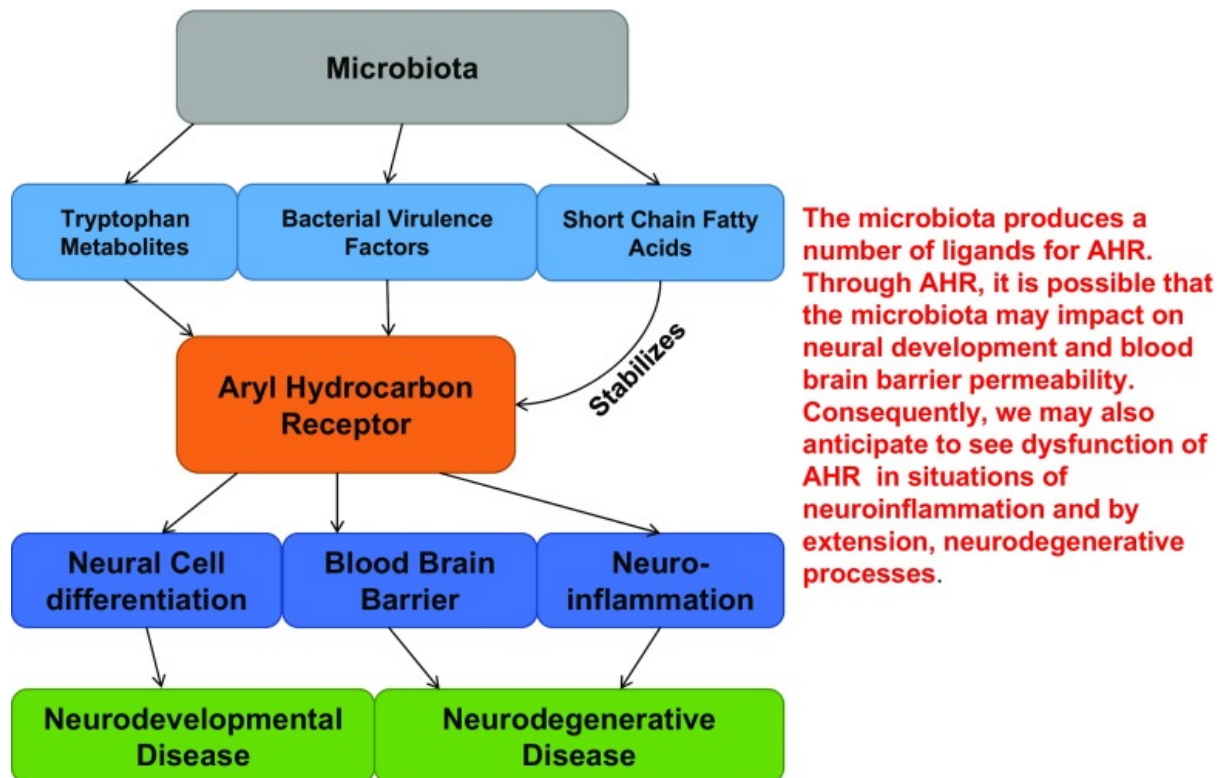 Microbiota
Tryptophan
Metabolites
Bacterial Virulence
Factors
Short Chain Fatty
Acids
Aryl Hydrocarbon
Receptor
Stabilizes
Neural Cell
differentiation
Blood Brain
Barrier
Neuro-
inflammation
Neurodevelopmental
Disease
Neurodegenerative
Disease
The microbiota produces a
number of ligands for AHR.
Through AHR, it is possible that
the microbiota may impact on
neural development and blood
brain barrier permeability.
Consequently, we may also
anticipate to see dysfunction of
AHR in situations of
neuroinflammation and by
extension, neurodegenerative
processes.